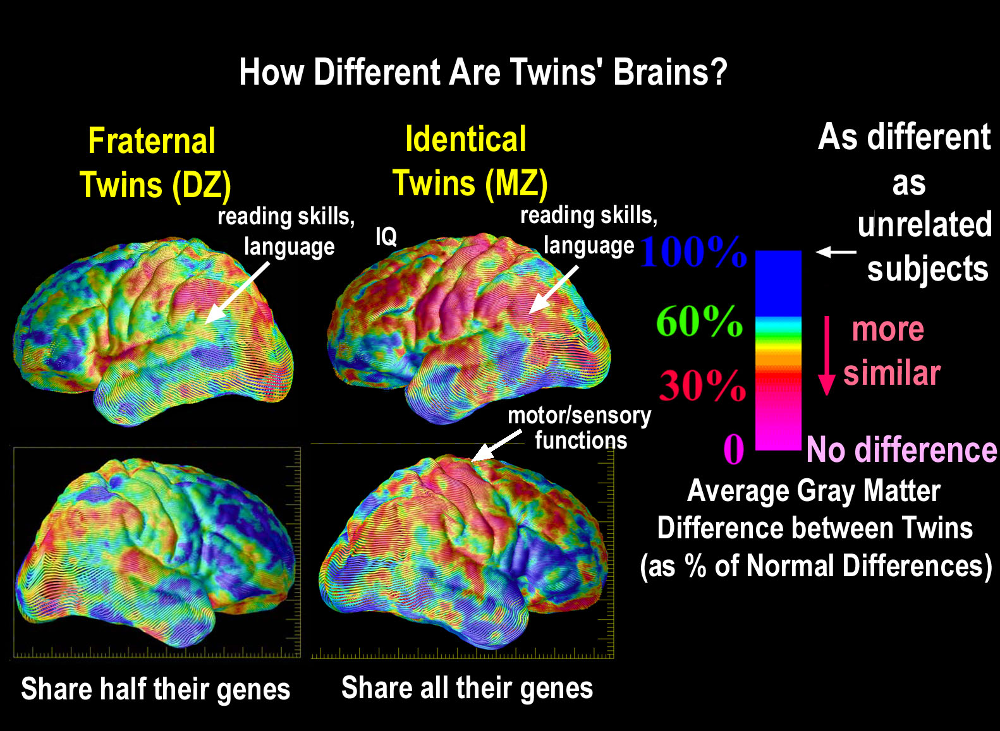 How Different Are Twins' Brains?
Fraternal
Twins (DZ)
Identical
Twins (MZ)
reading skills,
language
IQ
reading skills,
language
motor/sensory
functions
Share half their genes
Share all their genes
As different
as
unrelated
subjects
100%
60%
30%
0
more
similar
No difference
Average Gray Matter
Difference between Twins
(as % of Normal Differences)